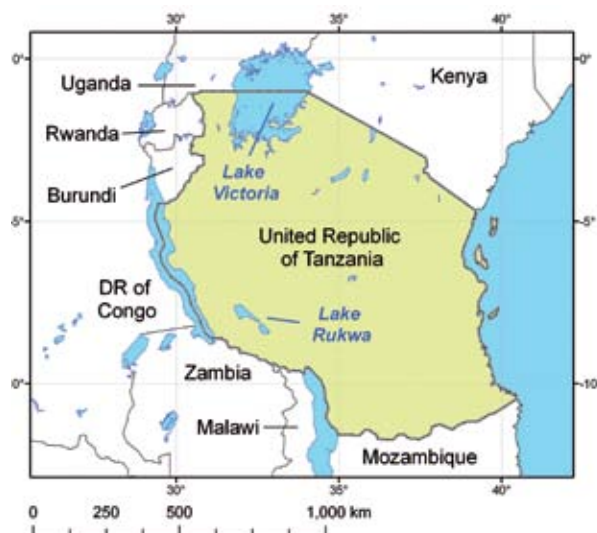 30°
35°
40°
0°
0°
Uganda
Kenya
Rwanda
Lake
Victoria
Burundi
-5°
-5°
United Republic
of Tanzania
DR of
Congo
Lake
Rukwa
Zambia
0°
-10
Malawi
Mozambique
30°
35°
40°
0 250 500 1,000 km